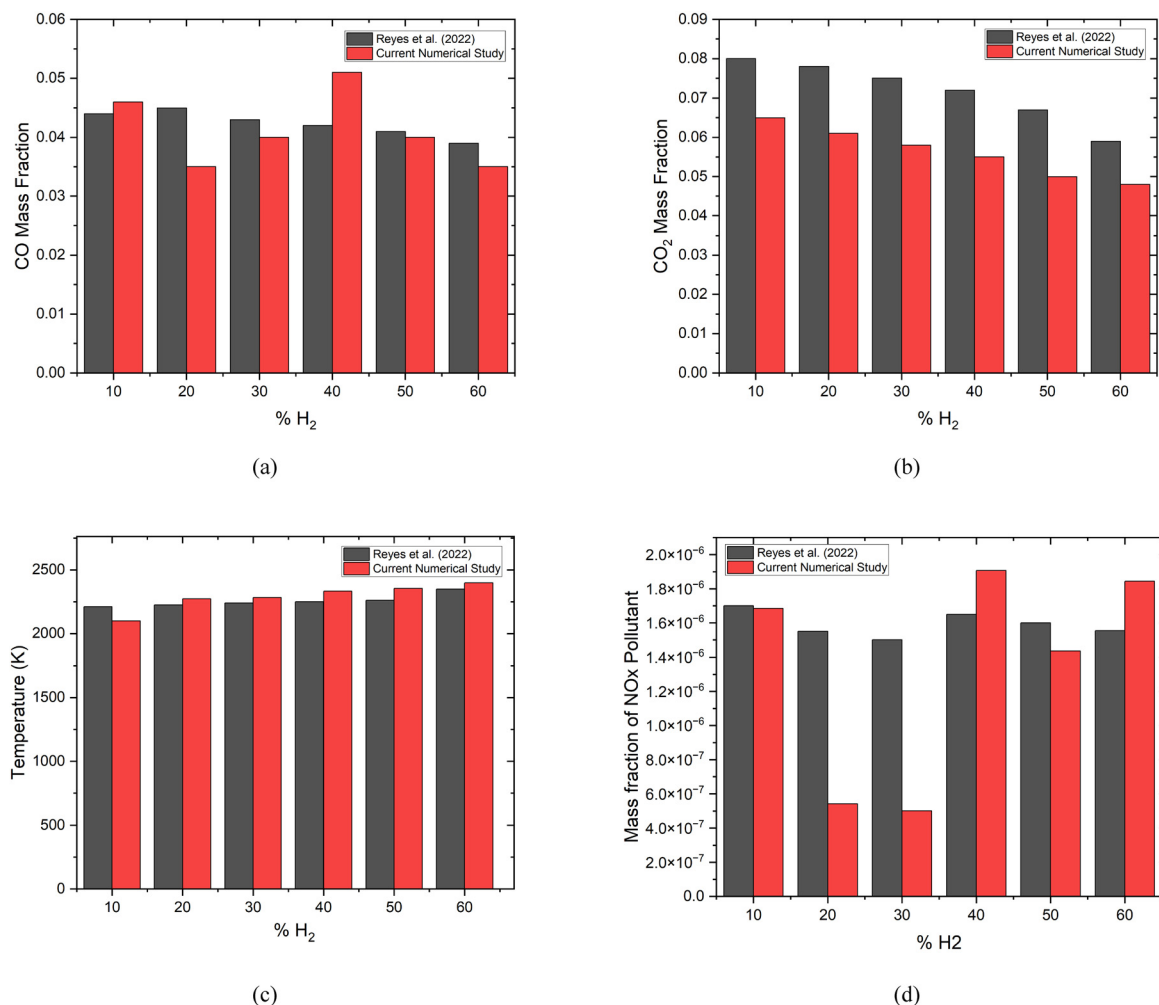 0.06
0.05
0.04
0.03
0.02
0.01
0.00
CO Mass Fraction
Reyes et al. (2022)
Current Numerical Study
10 20 30 40 50 60
% H₂
(a)
0.09
0.08
0.07
0.06
0.05
0.04
0.03
0.02
0.01
0.00
CO₂ Mass Fraction
Reyes et al. (2022)
Current Numerical Study
10 20 30 40 50 60
% H₂
(b)
2500
2000
1500
1000
500
0
Temperature (K)
Reyes et al. (2022)
Current Numerical Study
10 20 30 40 50 60
% H₂
(c)
2.0×10⁻⁶
1.8×10⁻⁶
1.6×10⁻⁶
1.4×10⁻⁶
1.2×10⁻⁶
1.0×10⁻⁶
8.0×10⁻⁷
6.0×10⁻⁷
4.0×10⁻⁷
2.0×10⁻⁷
0.0
Mass fraction of NOx Pollutant
Reyes et al. (2022)
Current Numerical Study
10 20 30 40 50 60
% H2
(d)